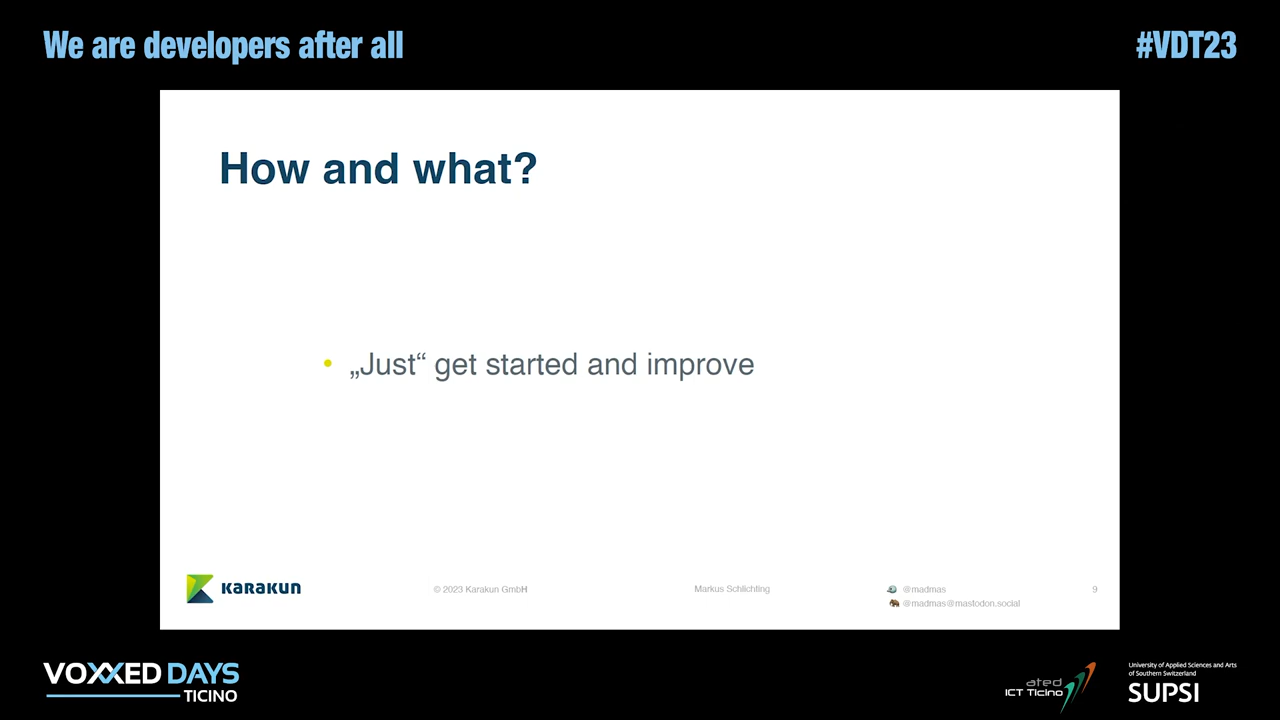 We are developers after all
#VDT23
How and what?
• „Just“ get started and improve
KARAKUN
© 2023 Karakun GmbH
Markus Schlichting
@madmas
@madmas@mastodon.social
9
VOXXED DAYS
TICINO
ated
ICT Ticino
University of Applied Sciences and Arts
of Southern Switzerland
SUPSI